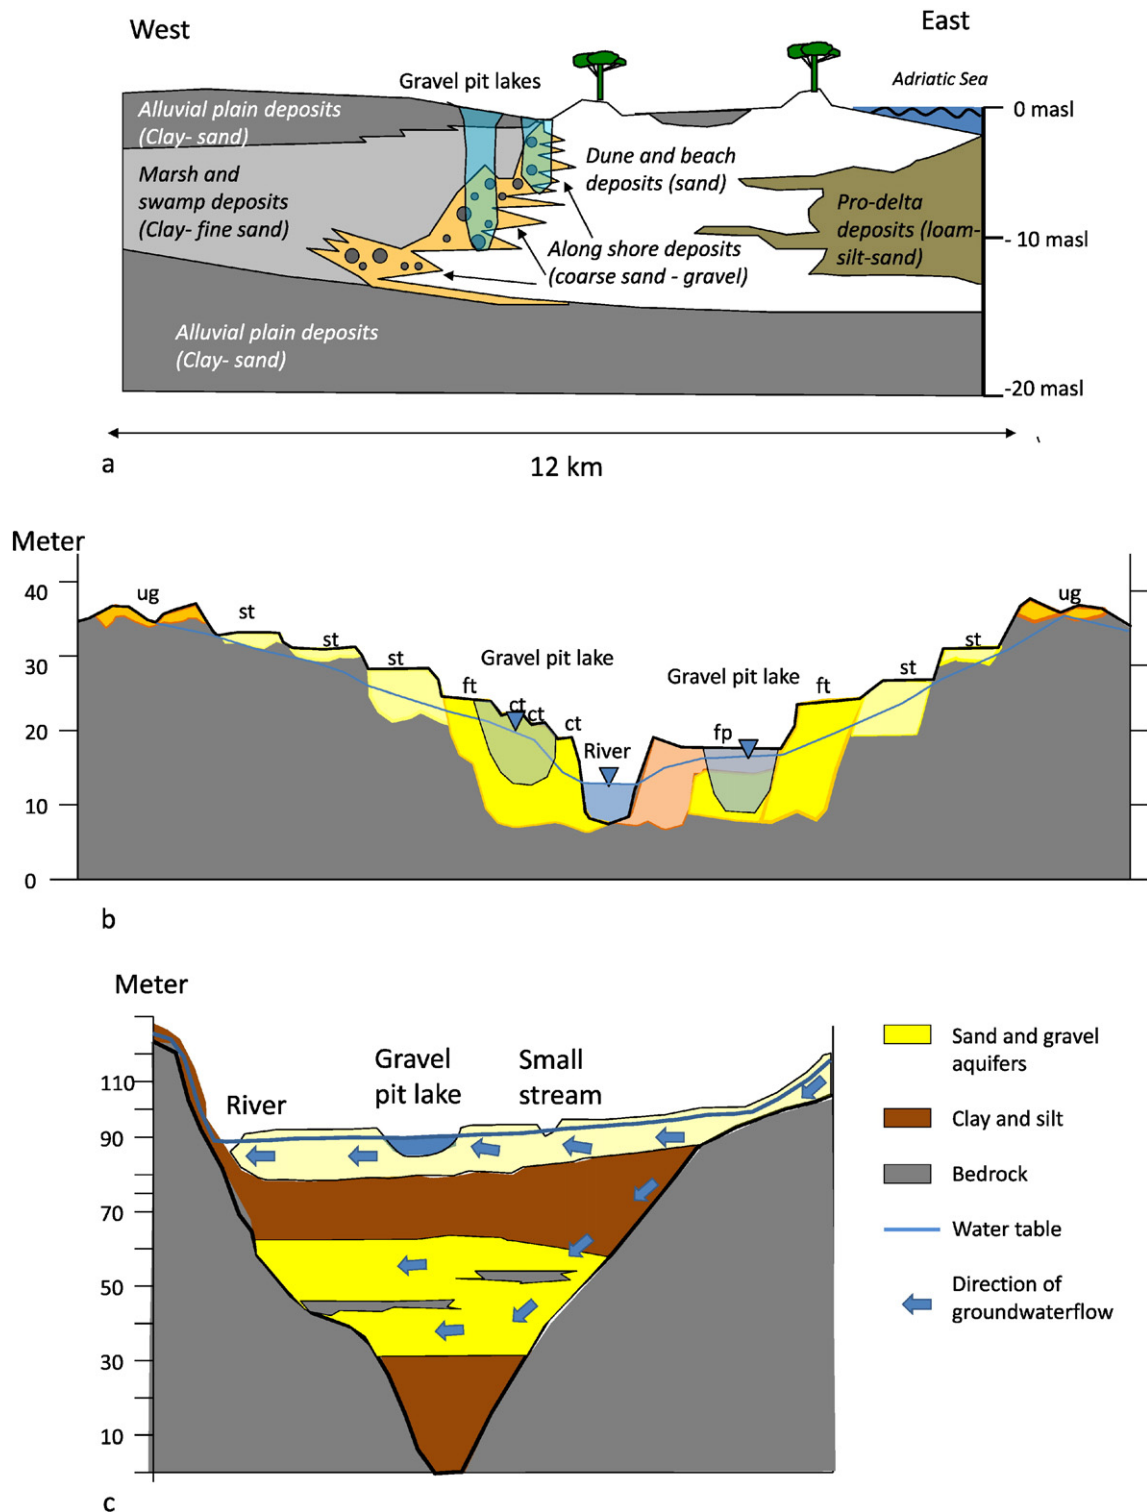 West
East
Gravel pit lakes
Adriatic Sea
0 masl
Alluvial plain deposits
(Clay- sand)
Marsh and
swamp deposits
(Clay- fine sand)
Dune and beach
deposits (sand)
Pro-delta
deposits (loam-
silt-sand)
- 10 masl
Along shore deposits
(coarse sand - gravel)
Alluvial plain deposits
(Clay- sand)
-20 masl
a
12 km
Meter
40
30
20
10
0
ug
st
st
st
Gravel pit lake
ft
ct
ct
ct
River
Gravel pit lake
fp
ft
st
st
ug
b
Meter
110
90
70
50
30
10
River
Gravel
pit lake
Small
stream
Sand and gravel
aquifers
Clay and silt
Bedrock
Water table
Direction of
groundwaterflow
c